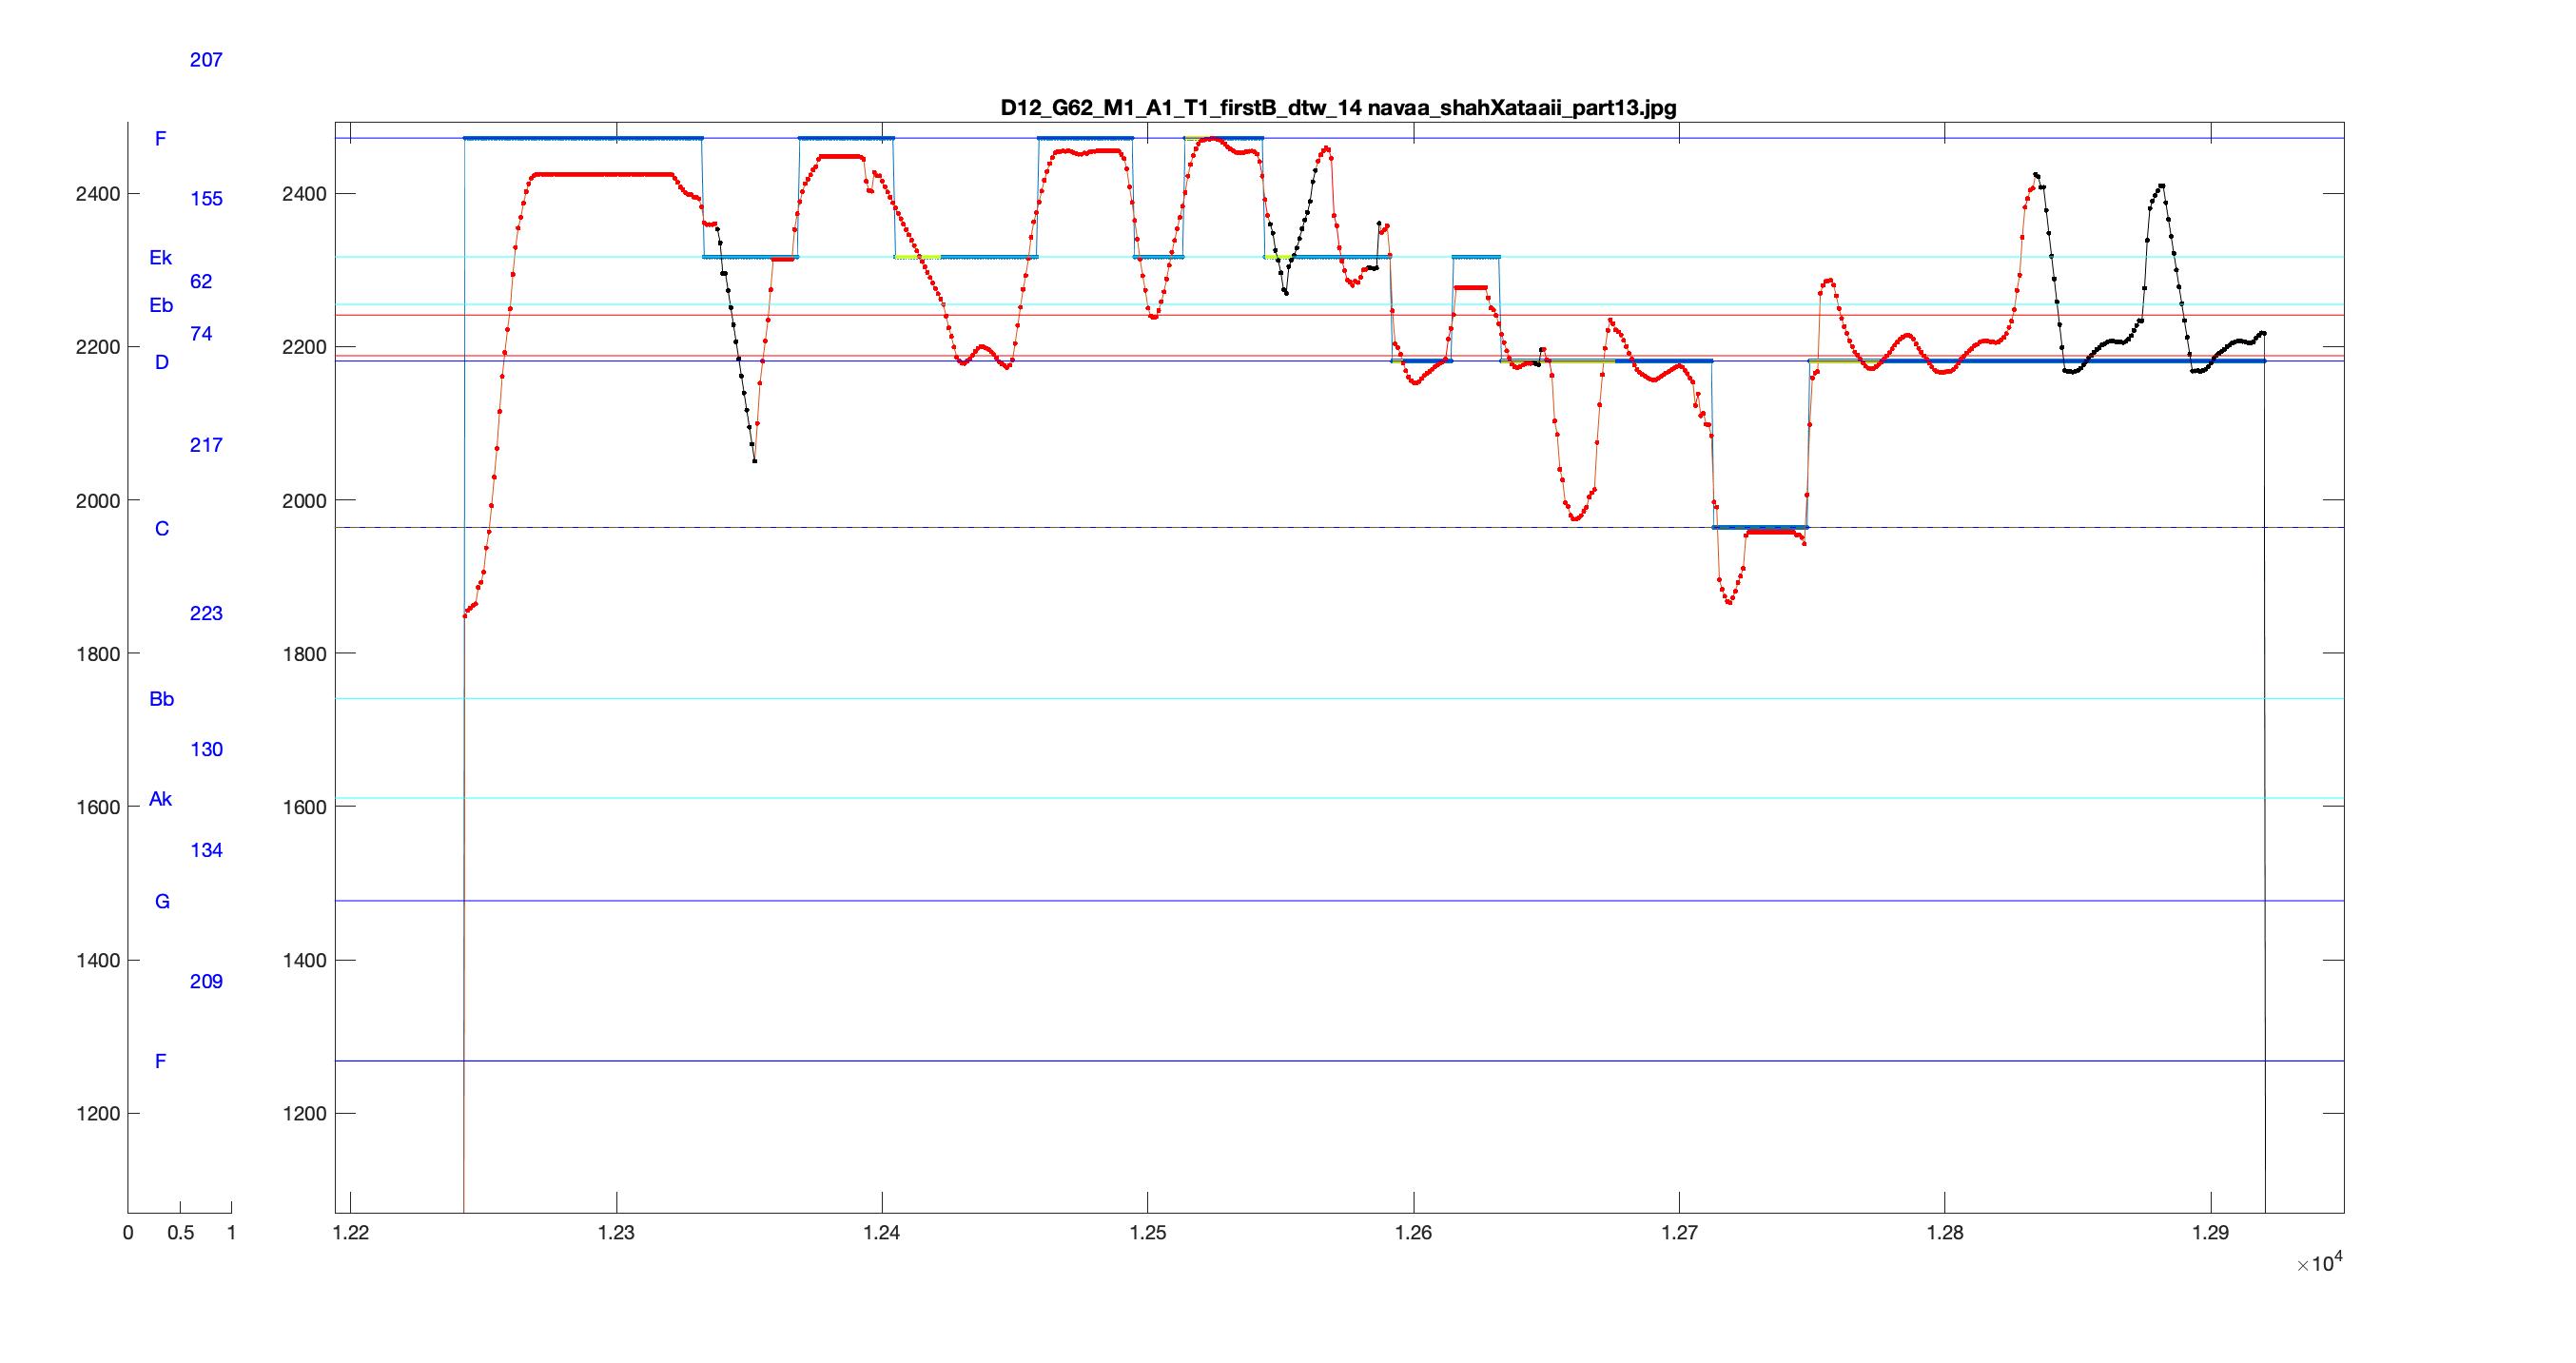 207
D12_G62_M1_A1_T1_firstB_dtw_14 navaa_shahXataaii_part13.jpg
F
2400
155
2400
Ek
62
Eb
74
2200
2200
D
217
2000
2000
C
223
1800
1800
Bb
130
1600
Ak
1600
134
G
1400
1400
209
F
1200
1200
0 0.5 1
1.22 1.23 1.24 1.25 1.26 1.27 1.28 1.29
×10^4